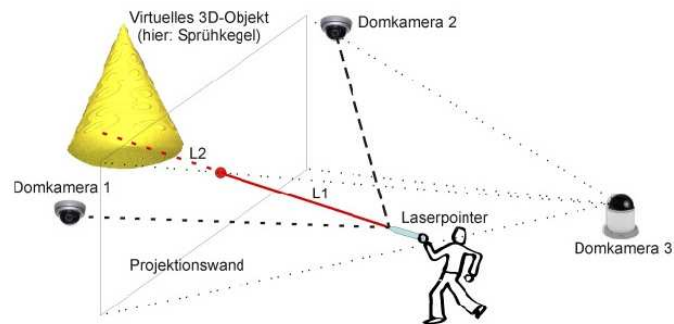 Virtuelles 3D-Objekt
(hier: Sprühkegel)
Domkamera 2
L2
Domkamera 1
L1
Laserpointer
Domkamera 3
Projektionswand